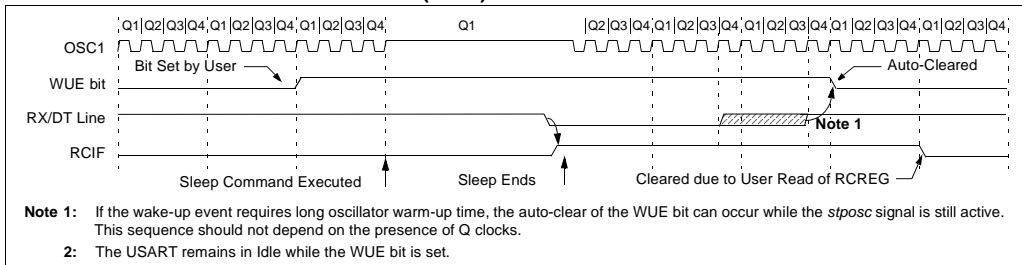 Q1 Q2 Q3 Q4 Q1 Q2 Q3 Q4 Q1 Q2 Q3 Q4 Q1 Q2 Q3 Q4 Q1 Q2 Q3 Q4 Q1 Q2 Q3 Q4 Q1 Q2 Q3 Q4
OSC1
Bit Set by User
Auto-Cleared
WUE bit
RX/DT Line
Note 1
RCIF
Sleep Command Executed
Sleep Ends
Cleared due to User Read of RCREG
Note 1: If the wake-up event requires long oscillator warm-up time, the auto-clear of the WUE bit can occur while the stposc signal is still active.
This sequence should not depend on the presence of Q clocks.
2: The USART remains in Idle while the WUE bit is set.